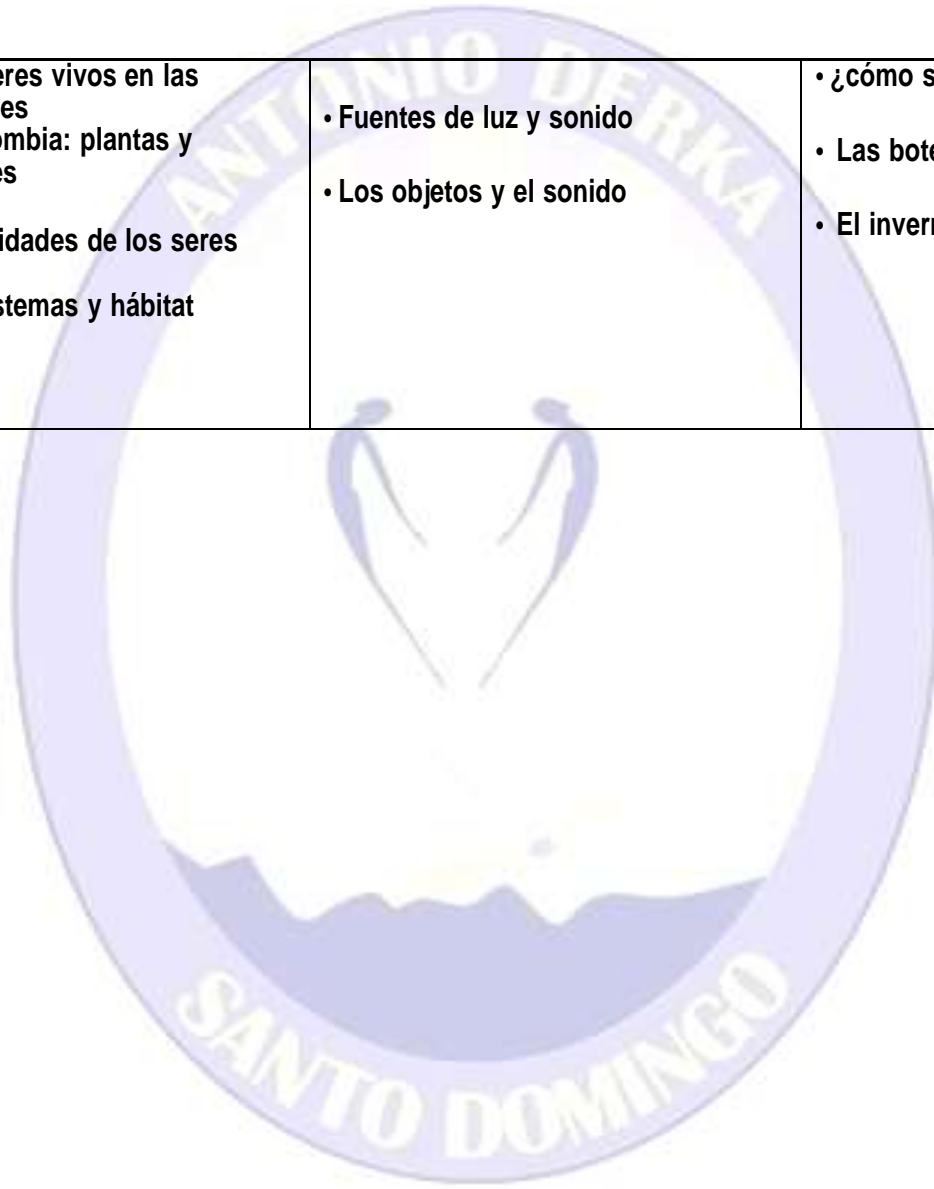 eres vivos en las
es
mbia: plantas y
es
idades de los seres
stemas y hábitat
• Fuentes de luz y sonido
• Los objetos y el sonido
• ¿cómo s
• Las bote
• El inver
ANTONIO DERKA
SANTO DOMINGO